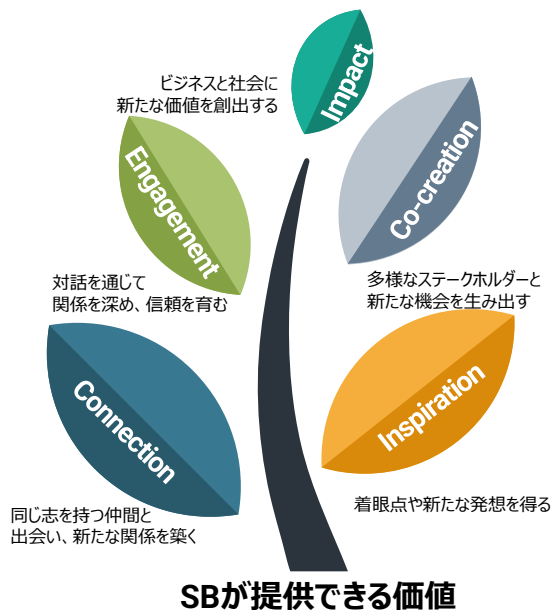 Impact
ビジネスと社会に
新たな価値を創出する
Engagement
Co-creation
対話を通じて
関係を深め、信頼を育む
多様なステークホルダーと
新たな機会を生み出す
Connection
Inspiration
同じ志を持つ仲間と
出会い、新たな関係を築く
着眼点や新たな発想を得る
SBが提供できる価値